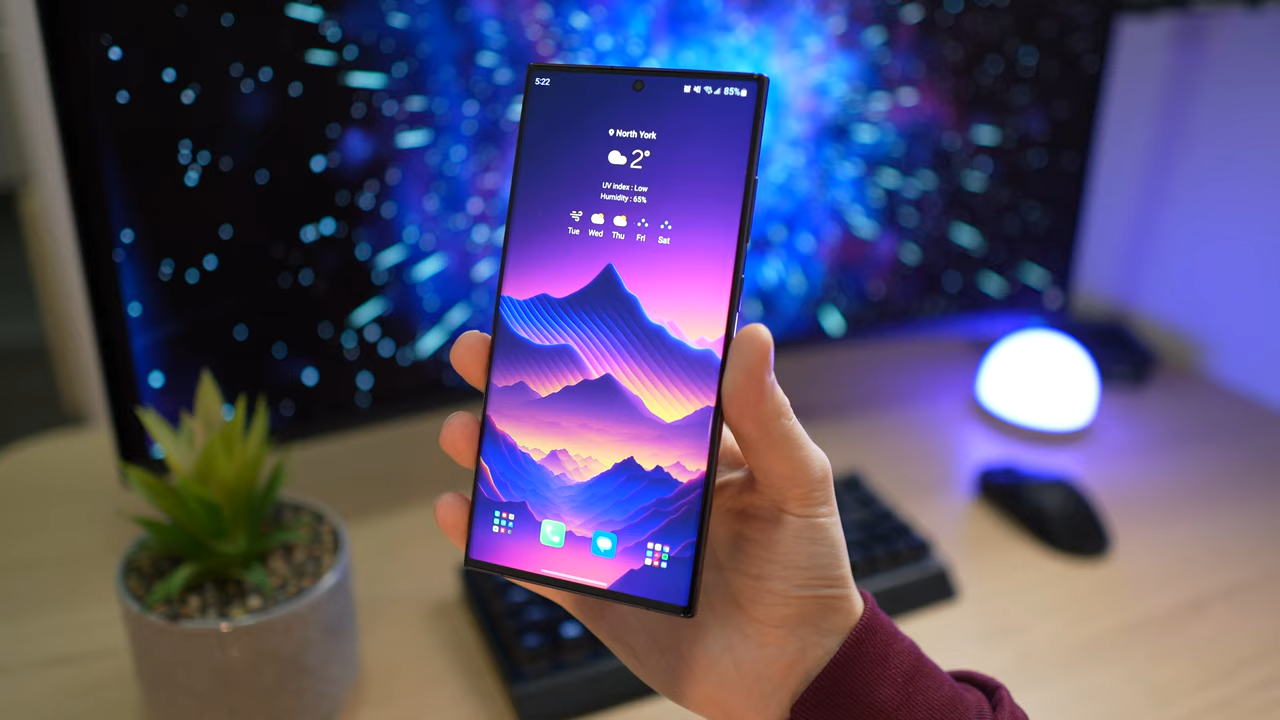 5:22
85%
North York
2°
UV index : Low
Humidity : 65%
Tue Wed Thu Fri Sat